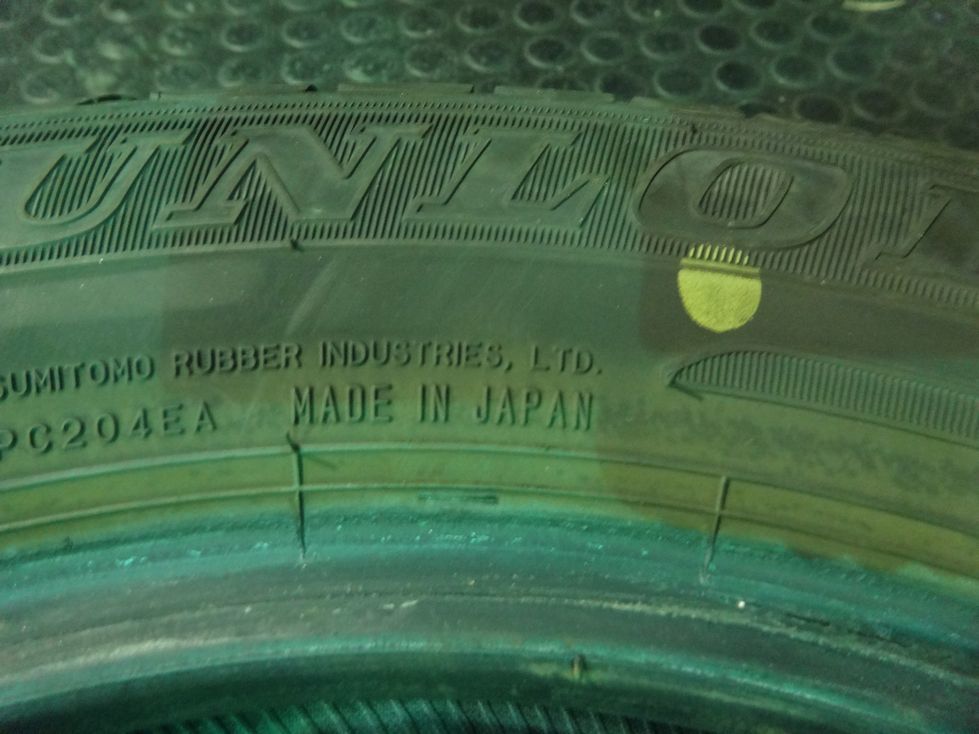 UNLO
SUMITOMO RUBBER INDUSTRIES, LTD.
PC204EA MADE IN JAPAN